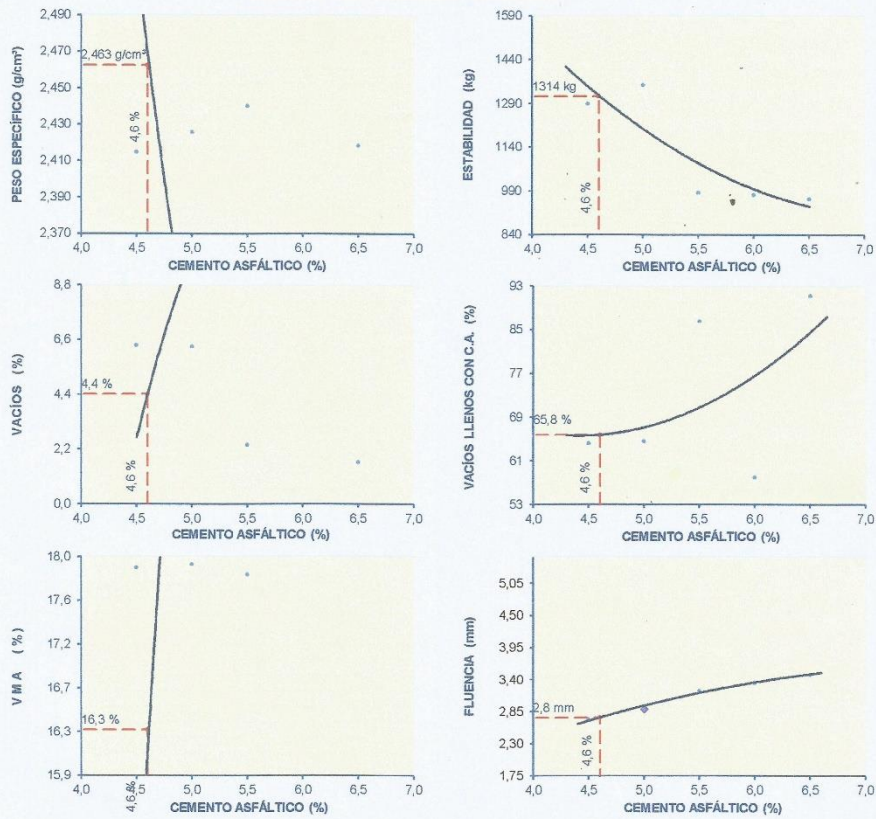 PESO ESPECÍFICO (g/cm³)
2,490
2,470
2,450
2,430
2,410
2,390
2,370
2,463 g/cm³
4,6 %
4,0 4,5 5,0 5,5 6,0 6,5 7,0
CEMENTO ASFÁLTICO (%)
ESTABILIDAD (kg)
1590
1440
1290
1140
990
840
1314 kg
4,6 %
4,0 4,5 5,0 5,5 6,0 6,5 7,0
CEMENTO ASFÁLTICO (%)
VACÍOS (%)
8,8
6,6
4,4
2,2
0,0
4,4 %
4,6 %
4,0 4,5 5,0 5,5 6,0 6,5 7,0
CEMENTO ASFÁLTICO (%)
VACÍOS LLENOS CON C.A. (%)
93
85
77
69
61
53
65,8 %
4,6 %
4,0 4,5 5,0 5,5 6,0 6,5 7,0
CEMENTO ASFÁLTICO (%)
V M A (%)
18,0
17,6
17,2
16,7
16,3
15,9
16,3 %
4,6 %
4,0 4,5 5,0 5,5 6,0 6,5 7,0
CEMENTO ASFÁLTICO (%)
FLUENCIA (mm)
5,05
4,50
3,95
3,40
2,85
2,30
1,75
2,8 mm
4,6 %
4,0 4,5 5,0 5,5 6,0 6,5 7,0
CEMENTO ASFÁLTICO (%)